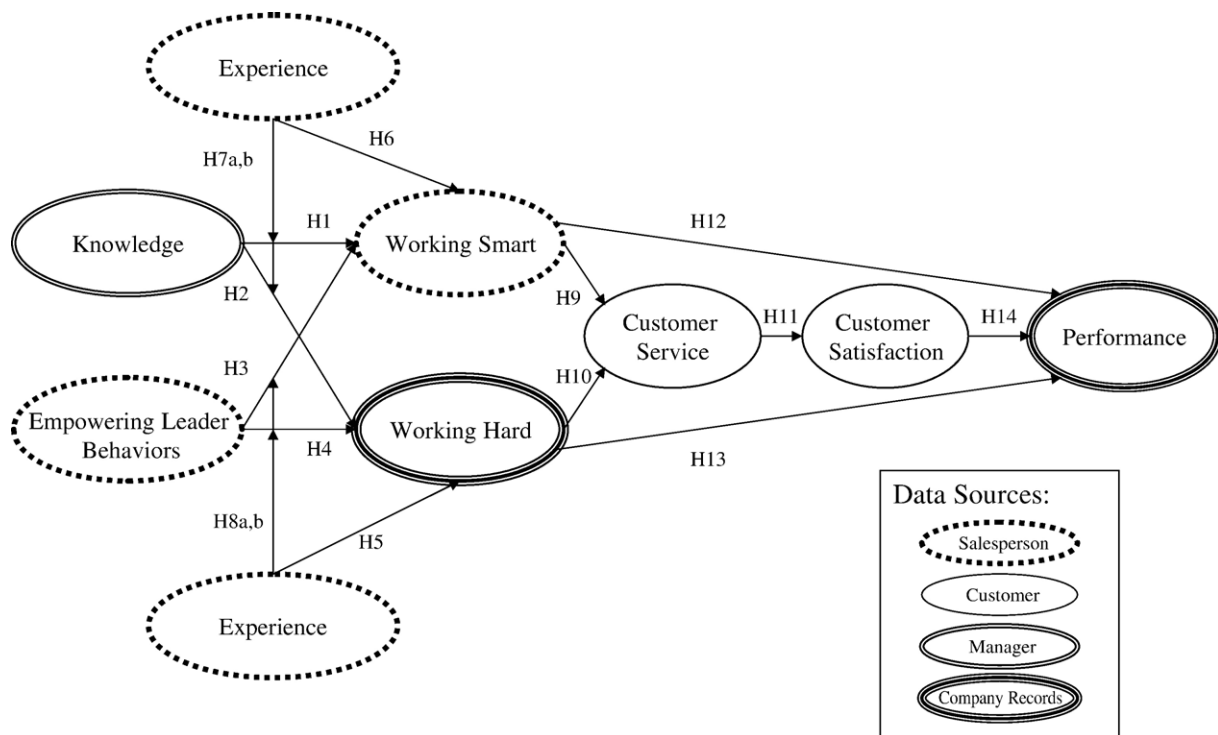 Experience
H6
H7a,b
H1
H12
Knowledge
Working Smart
H2
H9
Customer
Service
H11
Customer
Satisfaction
H14
Performance
H3
H10
Empowering Leader
Behaviors
H4
Working Hard
H13
H8a,b
H5
Experience
Data Sources:
Salesperson
Customer
Manager
Company Records